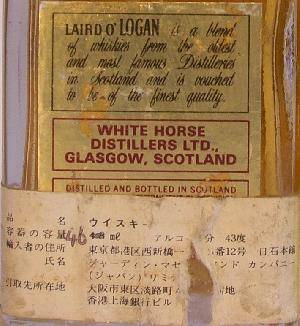 LAIRD O' LOGAN is a blend
of whiskies from the oldest
and most famous Distilleries
in Scotland and is vouched
to be of the finest quality.
WHITE HORSE
DISTILLERS LTD.,
GLASGOW, SCOTLAND
DISTILLED AND BOTTLED IN SCOTLAND
品 名 ウイスキー
容器の容量 46 ml アルコ 分 43度
輸入者の住所 東京都港区西新橋 番12号 日石本館
氏名 ジャーディン・マセ ンド カンパニー
(ジャパン) リミ
引取先所在地 大阪市東区淡路町 地
香港上海銀行ビル